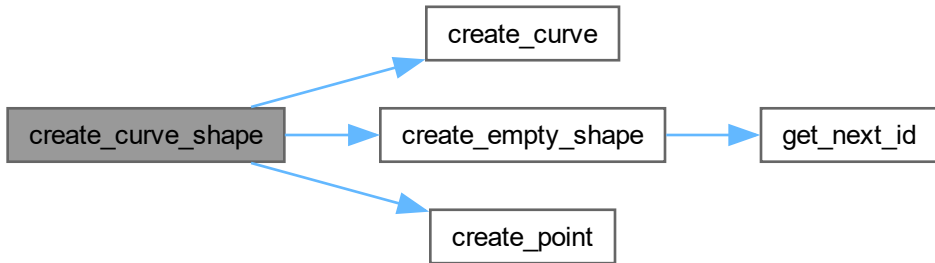 create_curve
create_curve_shape
create_empty_shape
get_next_id
create_point